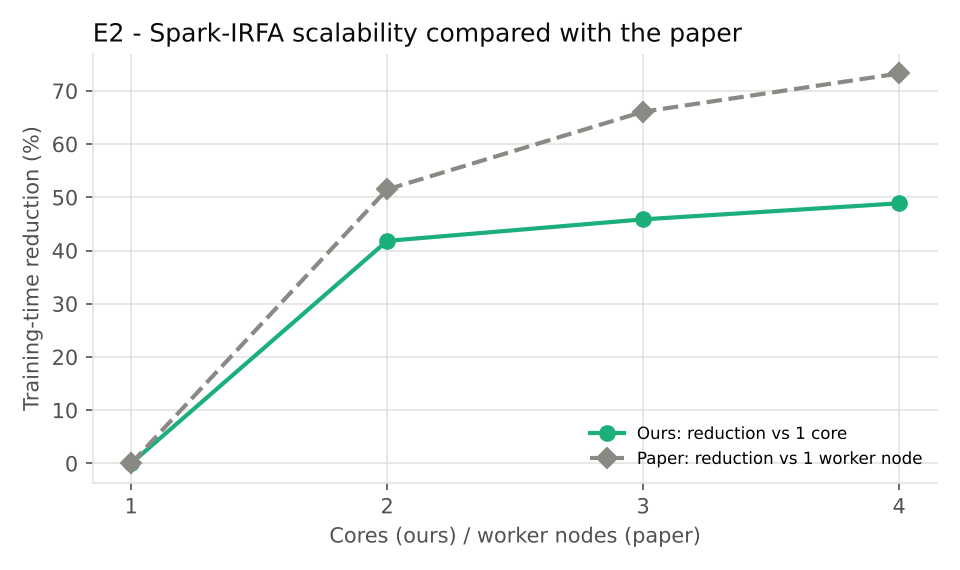 E2 - Spark-IRFA scalability compared with the paper
Training-time reduction (%)
70
60
50
40
30
20
10
0
Ours: reduction vs 1 core
Paper: reduction vs 1 worker node
1 2 3 4
Cores (ours) / worker nodes (paper)